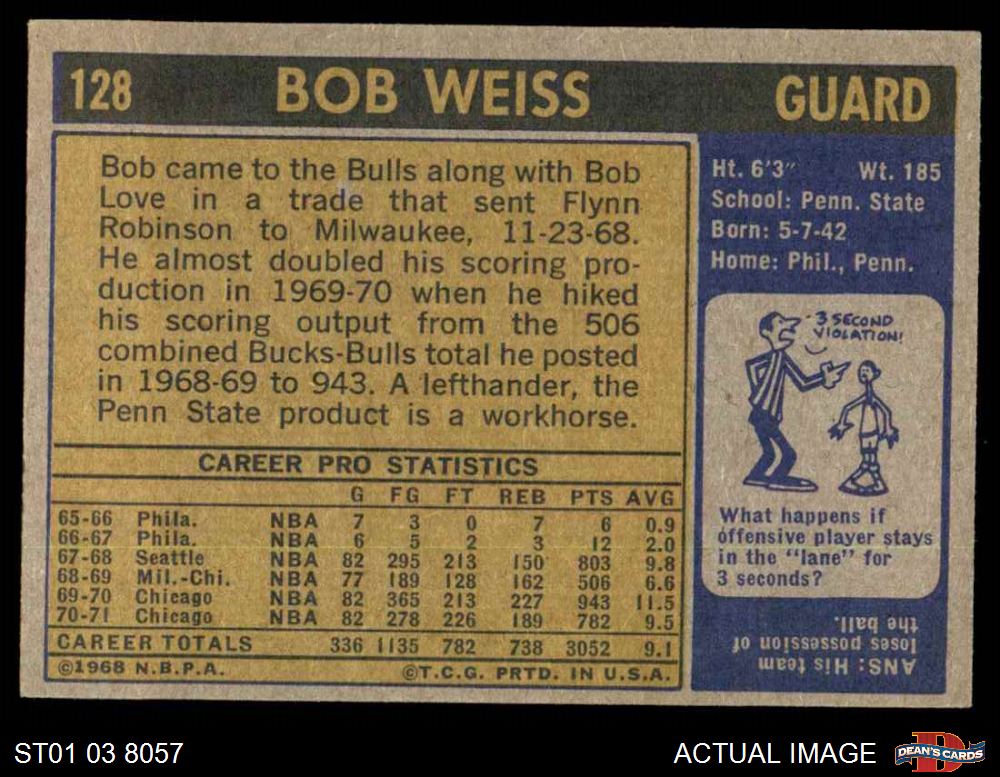 128 BOB WEISS GUARD
Bob came to the Bulls along with Bob
Love in a trade that sent Flynn
Robinson to Milwaukee, 11-23-68.
He almost doubled his scoring pro-
duction in 1969-70 when he hiked
his scoring output from the 506
combined Bucks-Bulls total he posted
in 1968-69 to 943. A lefthander, the
Penn State product is a workhorse.
CAREER PRO STATISTICS
G FG FT REB PTS AVG
65-66 Phila. NBA 7 3 0 7 6 0.9
66-67 Phila. NBA 6 5 2 3 12 2.0
67-68 Seattle NBA 82 295 213 150 803 9.8
68-69 Mil.-Chi. NBA 77 189 128 162 506 6.6
69-70 Chicago NBA 82 365 213 227 943 11.5
70-71 Chicago NBA 82 278 226 189 782 9.5
CAREER TOTALS 336 1135 782 738 3052 9.1
©1968 N.B.P.A. ©T.C.G. PRTD. IN U.S.A.
Ht. 6'3" Wt. 185
School: Penn. State
Born: 5-7-42
Home: Phil., Penn.
3 SECOND
VIOLATION!
What happens if
offensive player stays
in the "lane" for
3 seconds?
ANS: His team
loses possession of
the ball.
ST01 03 8057 ACTUAL IMAGE DEAN'S CARDS